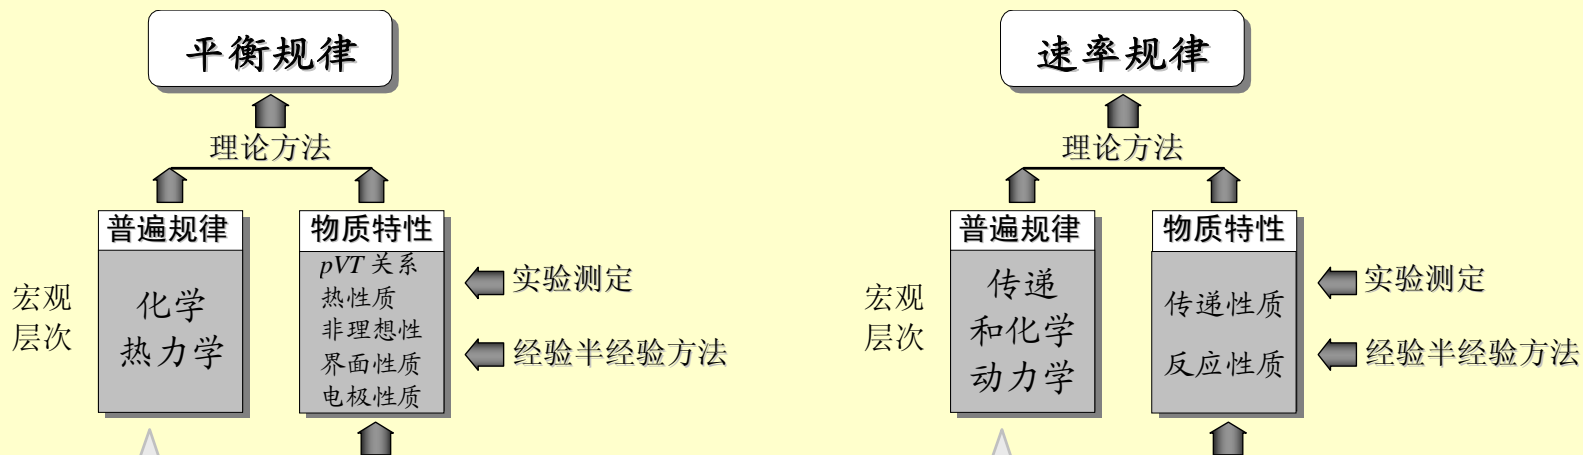 平衡规律
理论方法
普遍规律
物质特性
宏观
层次
化学
热力学
pVT 关系
热性质
非理想性
界面性质
电极性质
实验测定
经验半经验方法
速率规律
理论方法
普遍规律
物质特性
宏观
层次
传递
和化学
动力学
传递性质
反应性质
实验测定
经验半经验方法